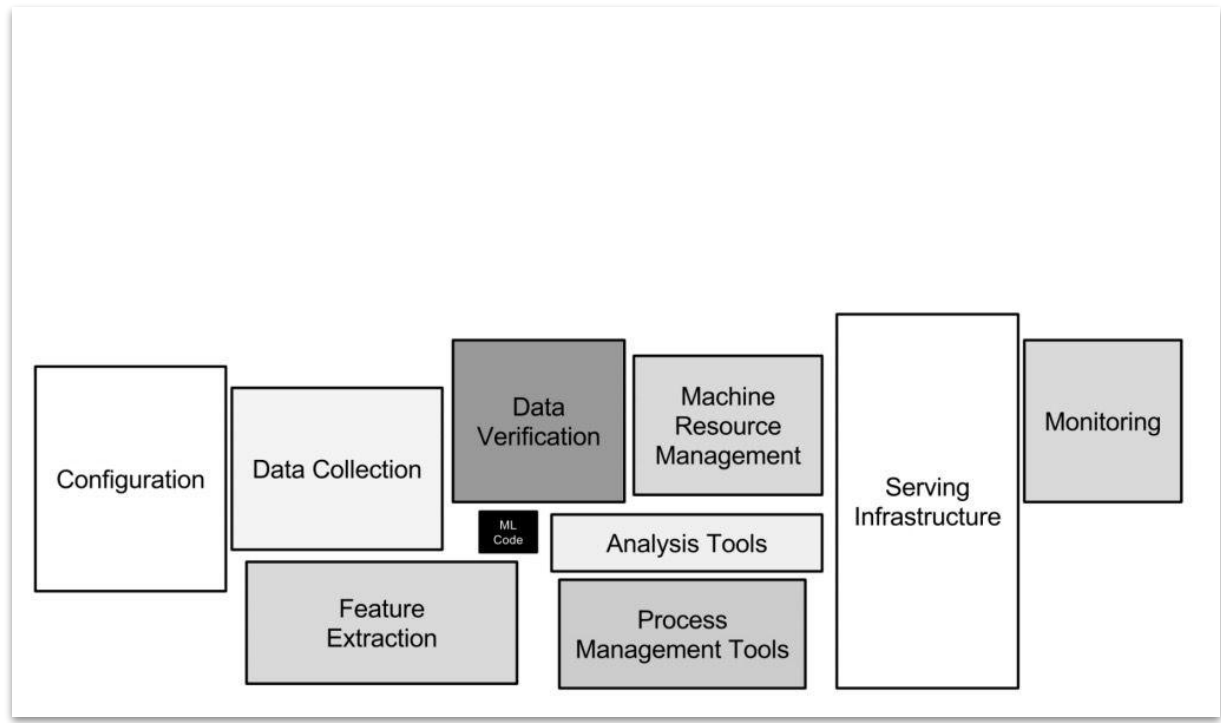 Configuration
Data Collection
Feature
Extraction
Data
Verification
ML
Code
Machine
Resource
Management
Analysis Tools
Process
Management Tools
Serving
Infrastructure
Monitoring